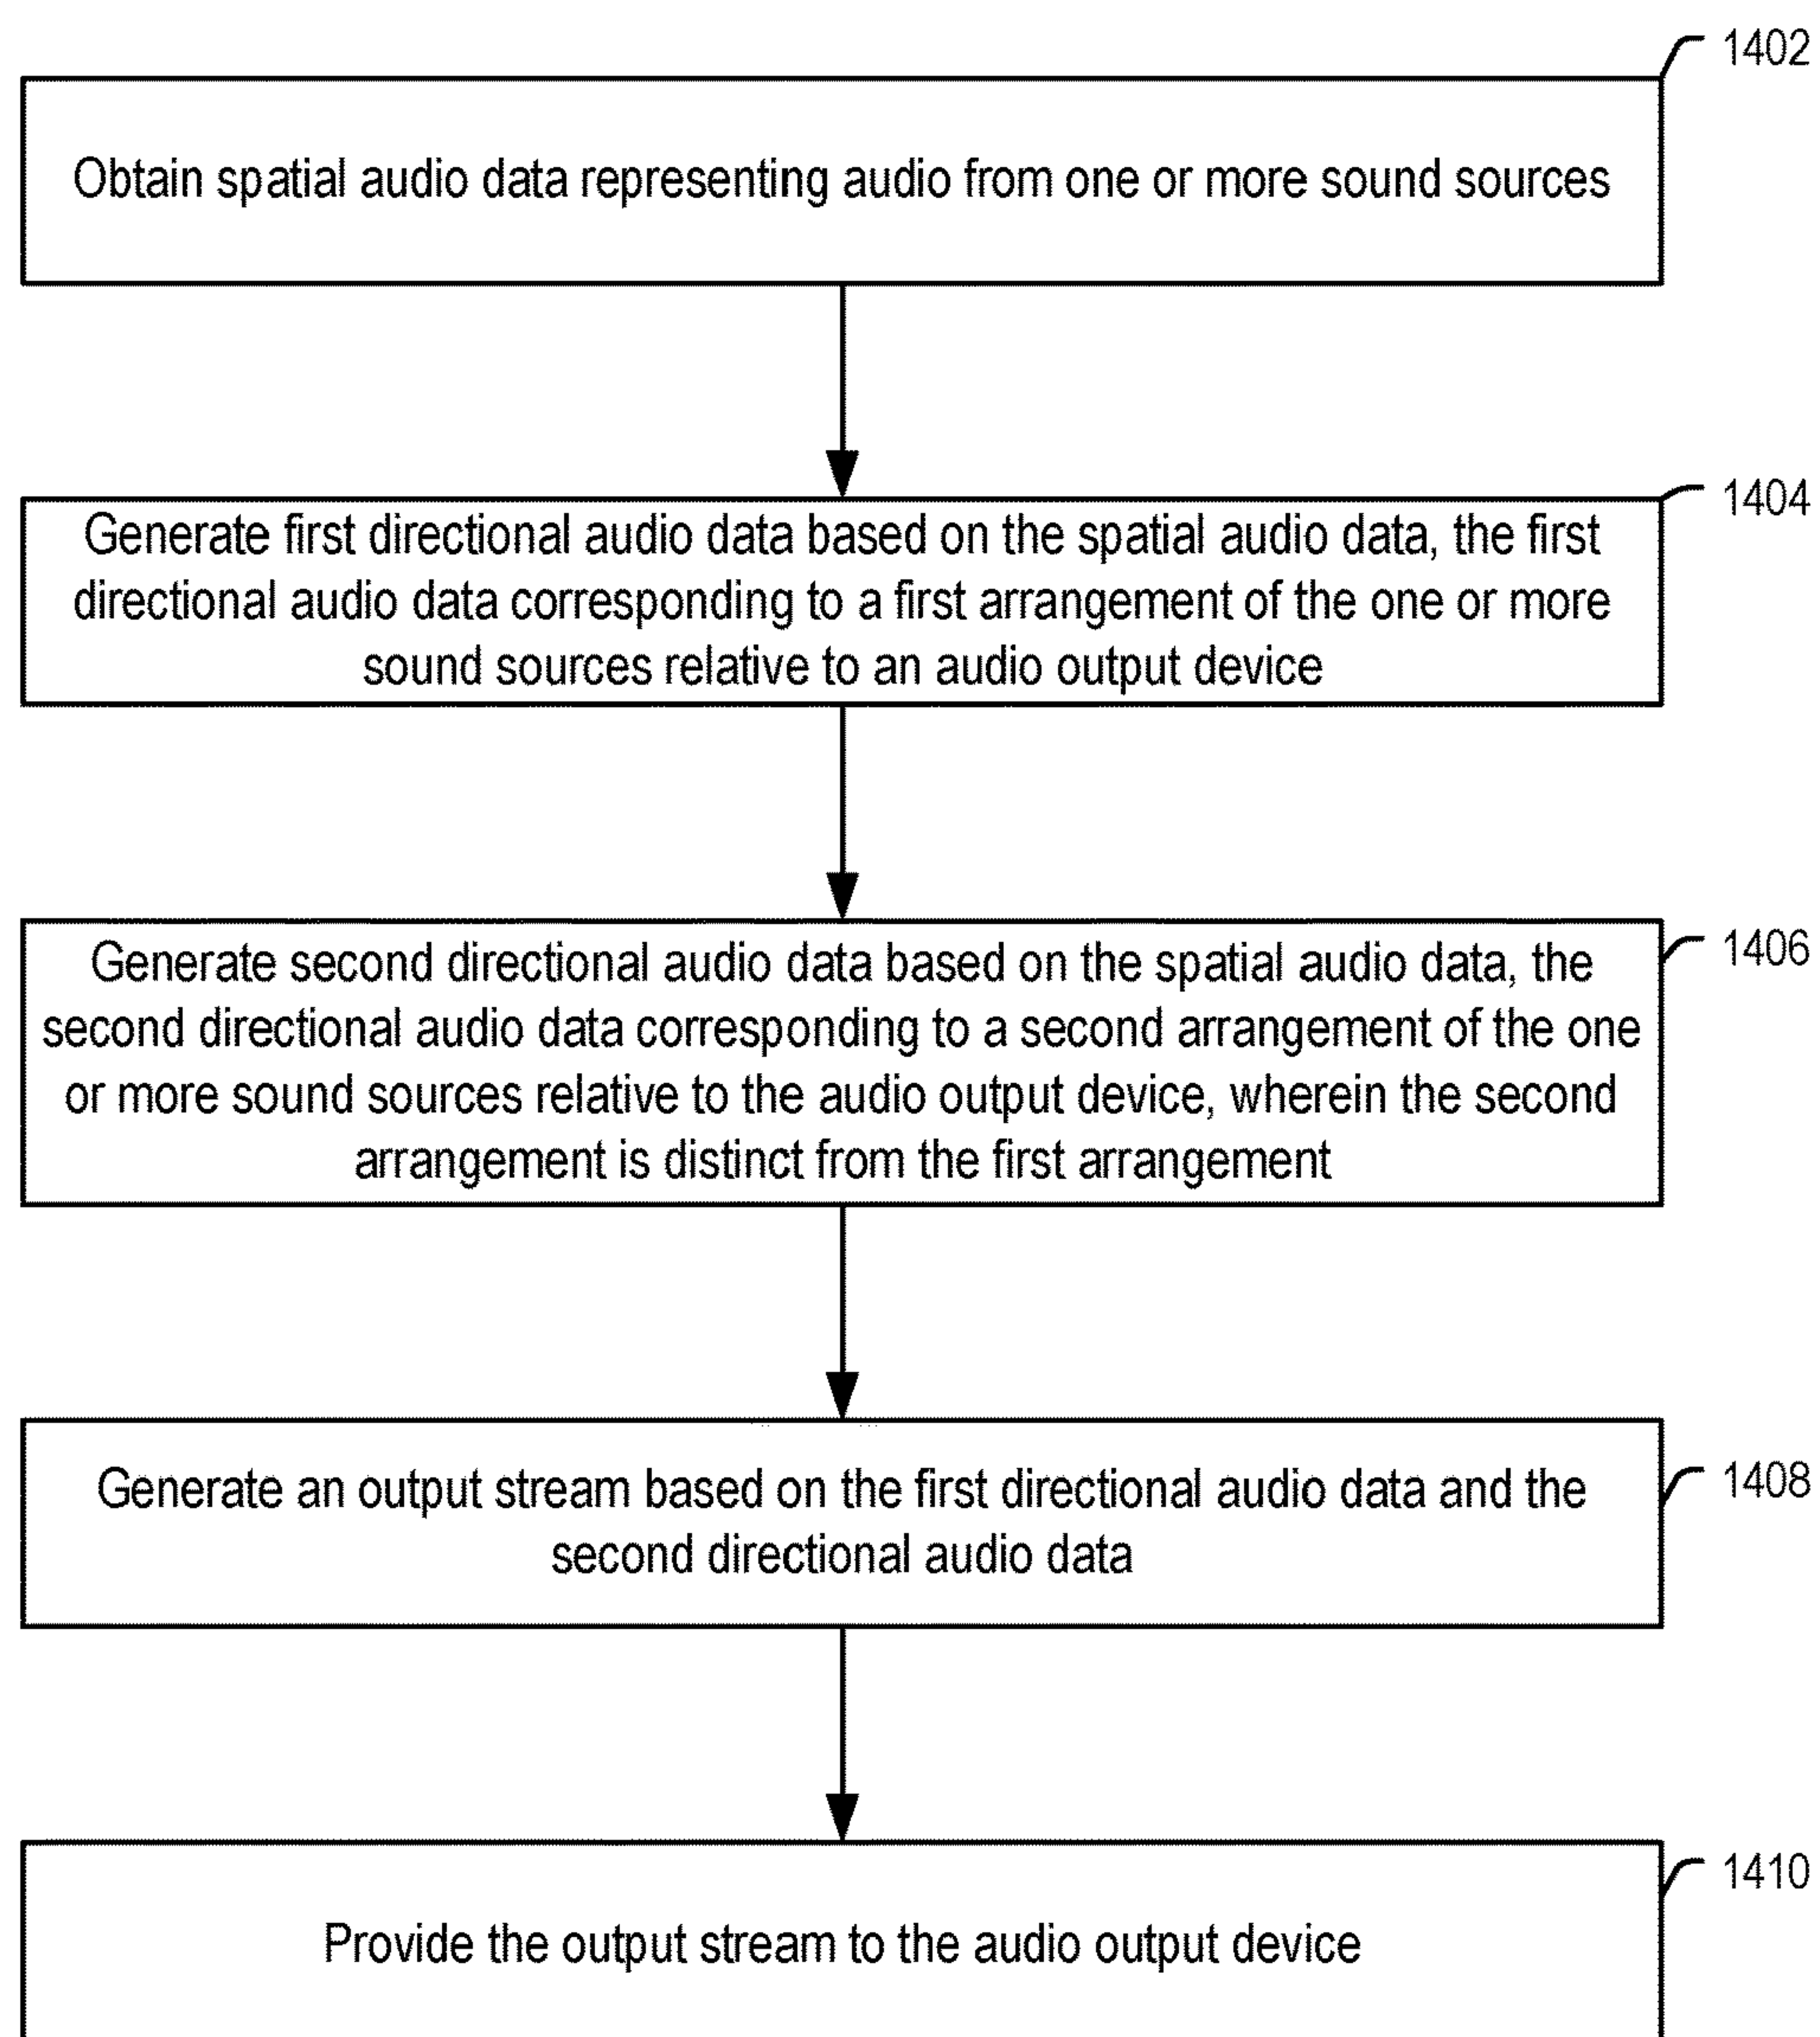 1402
Obtain spatial audio data representing audio from one or more sound sources
1404
Generate first directional audio data based on the spatial audio data, the first
directional audio data corresponding to a first arrangement of the one or more
sound sources relative to an audio output device
1406
Generate second directional audio data based on the spatial audio data, the
second directional audio data corresponding to a second arrangement of the one
or more sound sources relative to the audio output device, wherein the second
arrangement is distinct from the first arrangement
1408
Generate an output stream based on the first directional audio data and the
second directional audio data
1410
Provide the output stream to the audio output device